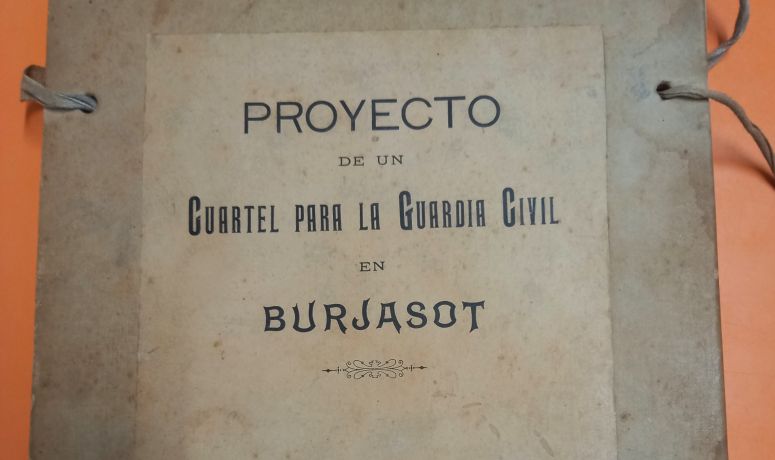 PROYECTO
DE UN
CUARTEL PARA LA GUARDIA CIVIL
EN
BURJASOT